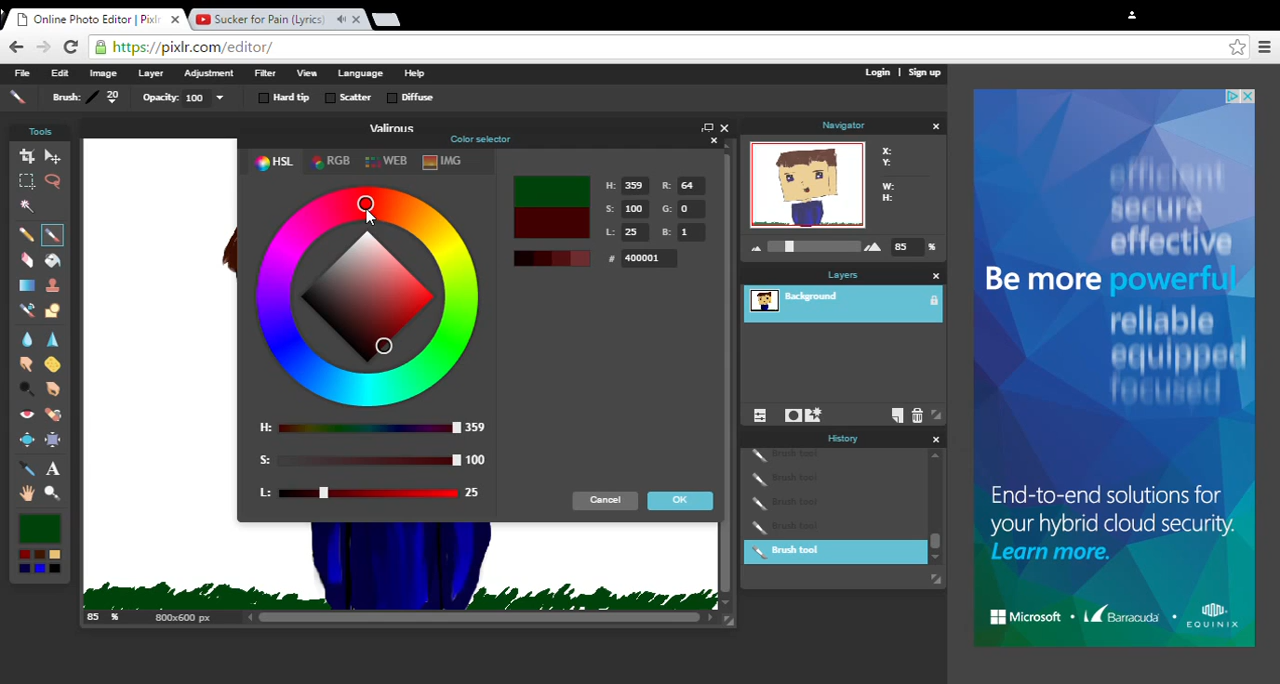 Online Photo Editor | Pixlr
Sucker for Pain (Lyrics)
https://pixlr.com/editor/
File Edit Image Layer Adjustment Filter View Language Help
Login | Sign up
Brush: 20 Opacity: 100 Hard tip Scatter Diffuse
Tools
Valirous
Color selector
HSL RGB WEB IMG
H: 359 R: 64
S: 100 G: 0
L: 25 B: 1
# 400001
H: 359
S: 100
L: 25
Cancel OK
85 % 800x600 px
Navigator
X:
Y:
W:
H:
85 %
Layers
Background
History
Brush tool
Brush tool
Brush tool
Brush tool
Brush tool
efficient
secure
effective
Be more powerful
reliable
equipped
focused
End-to-end solutions for
your hybrid cloud security.
Learn more.
Microsoft • Barracuda • EQUINIX